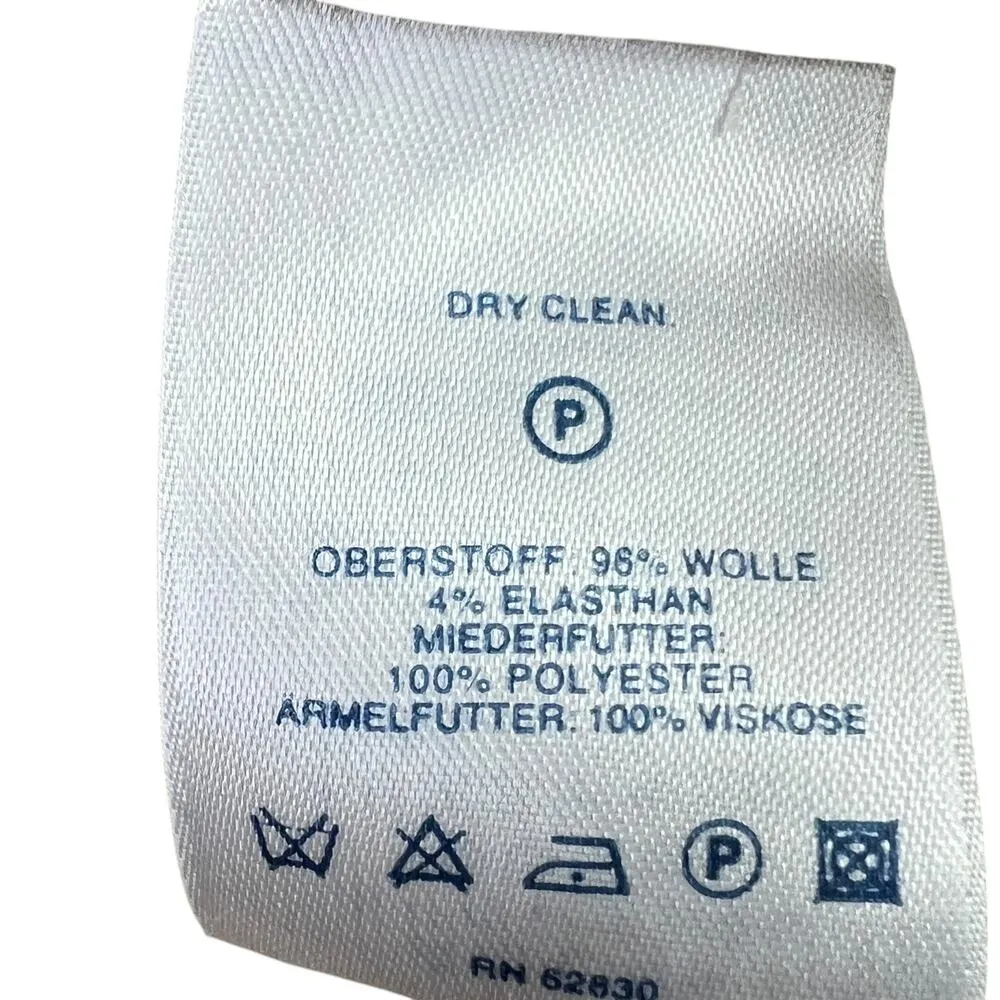 DRY CLEAN.
P
OBERSTOFF: 96% WOLLE
4% ELASTHAN
MIEDERFUTTER:
100% POLYESTER
ÄRMELFUTTER: 100% VISKOSE
P
RN 62830